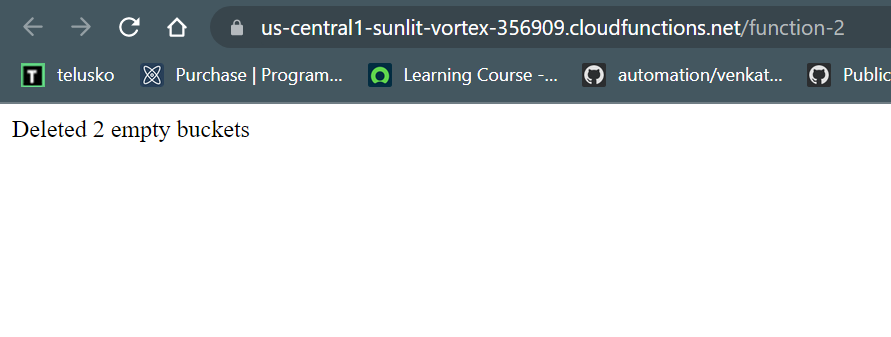 us-central1-sunlit-vortex-356909.cloudfunctions.net/function-2
T telusko Purchase | Program... Learning Course -... automation/venkat... Public
Deleted 2 empty buckets